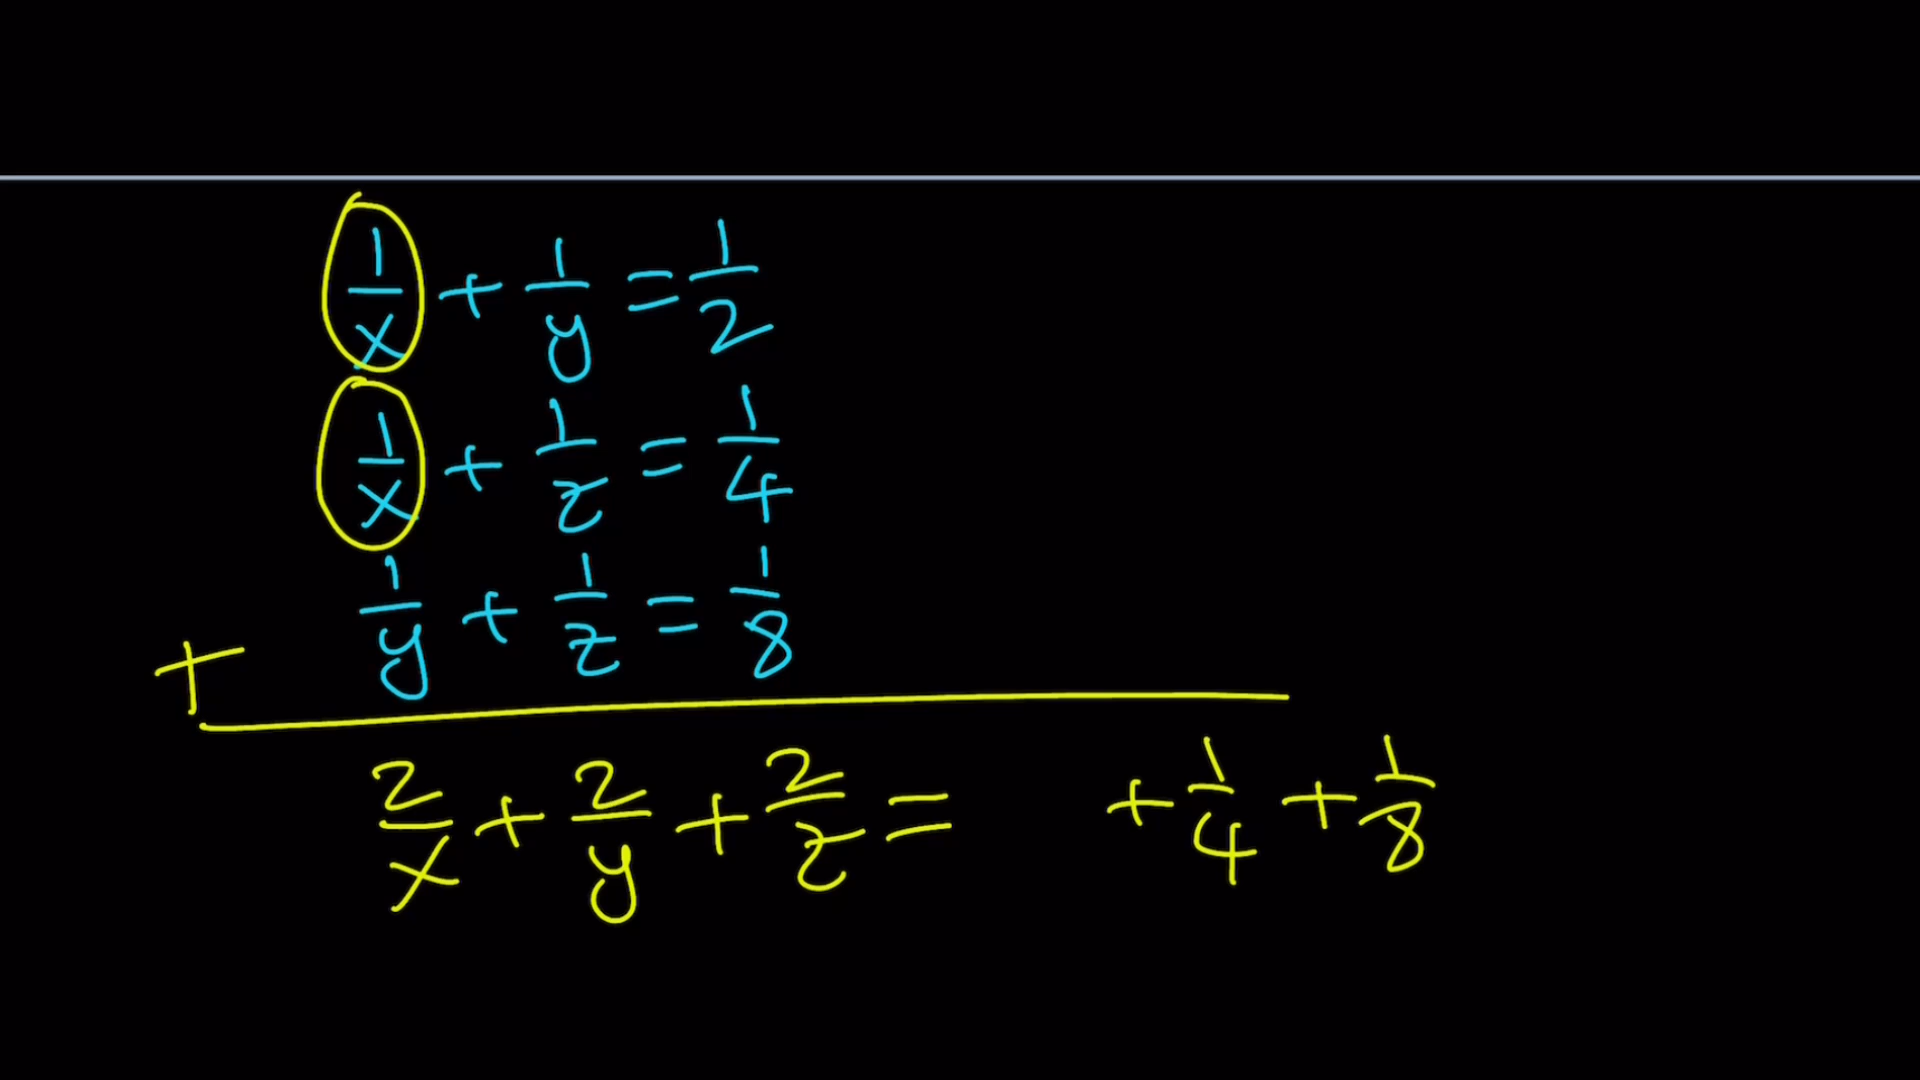 1/x + 1/y = 1/2
1/x + 1/z = 1/4
1/y + 1/z = 1/8
+
2/x + 2/y + 2/z = + 1/4 + 1/8